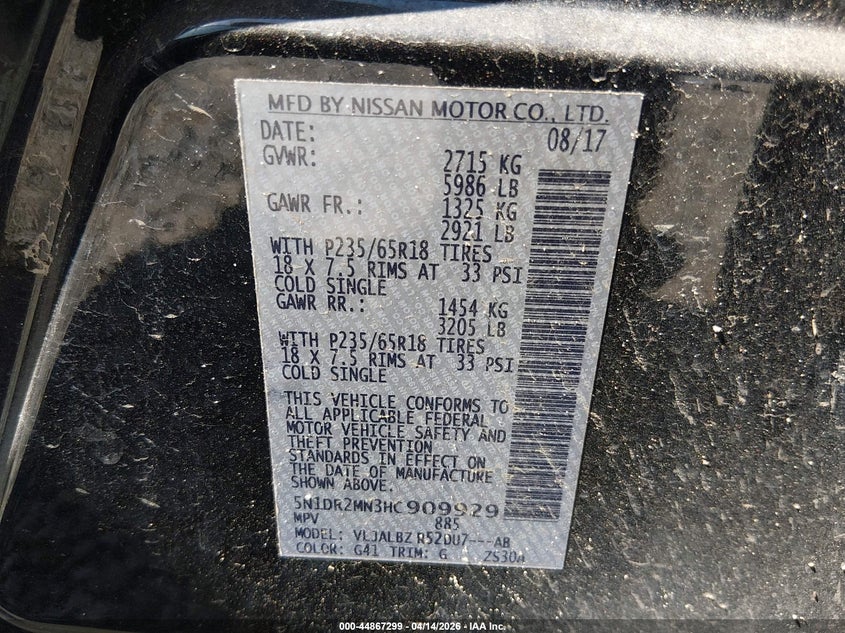 MFD BY NISSAN MOTOR CO., LTD.
DATE: 08/17
GVWR: 2715 KG
5986 LB
GAWR FR.: 1325 KG
2921 LB
WITH P235/65R18 TIRES
18 X 7.5 RIMS AT 33 PSI
COLD SINGLE
GAWR RR.: 1454 KG
3205 LB
WITH P235/65R18 TIRES
18 X 7.5 RIMS AT 33 PSI
COLD SINGLE
THIS VEHICLE CONFORMS TO
ALL APPLICABLE FEDERAL
MOTOR VEHICLE SAFETY AND
THEFT PREVENTION
STANDARDS IN EFFECT ON
THE DATE OF MANUFACTURE
SHOWN ABOVE.
5N1DR2MN3HC909929
MPV 885
MODEL: VLJALBZ R52DU7---AB
COLOR: G41 TRIM: G ZS30A
000-44867299 - 04/14/2026 - IAA Inc.